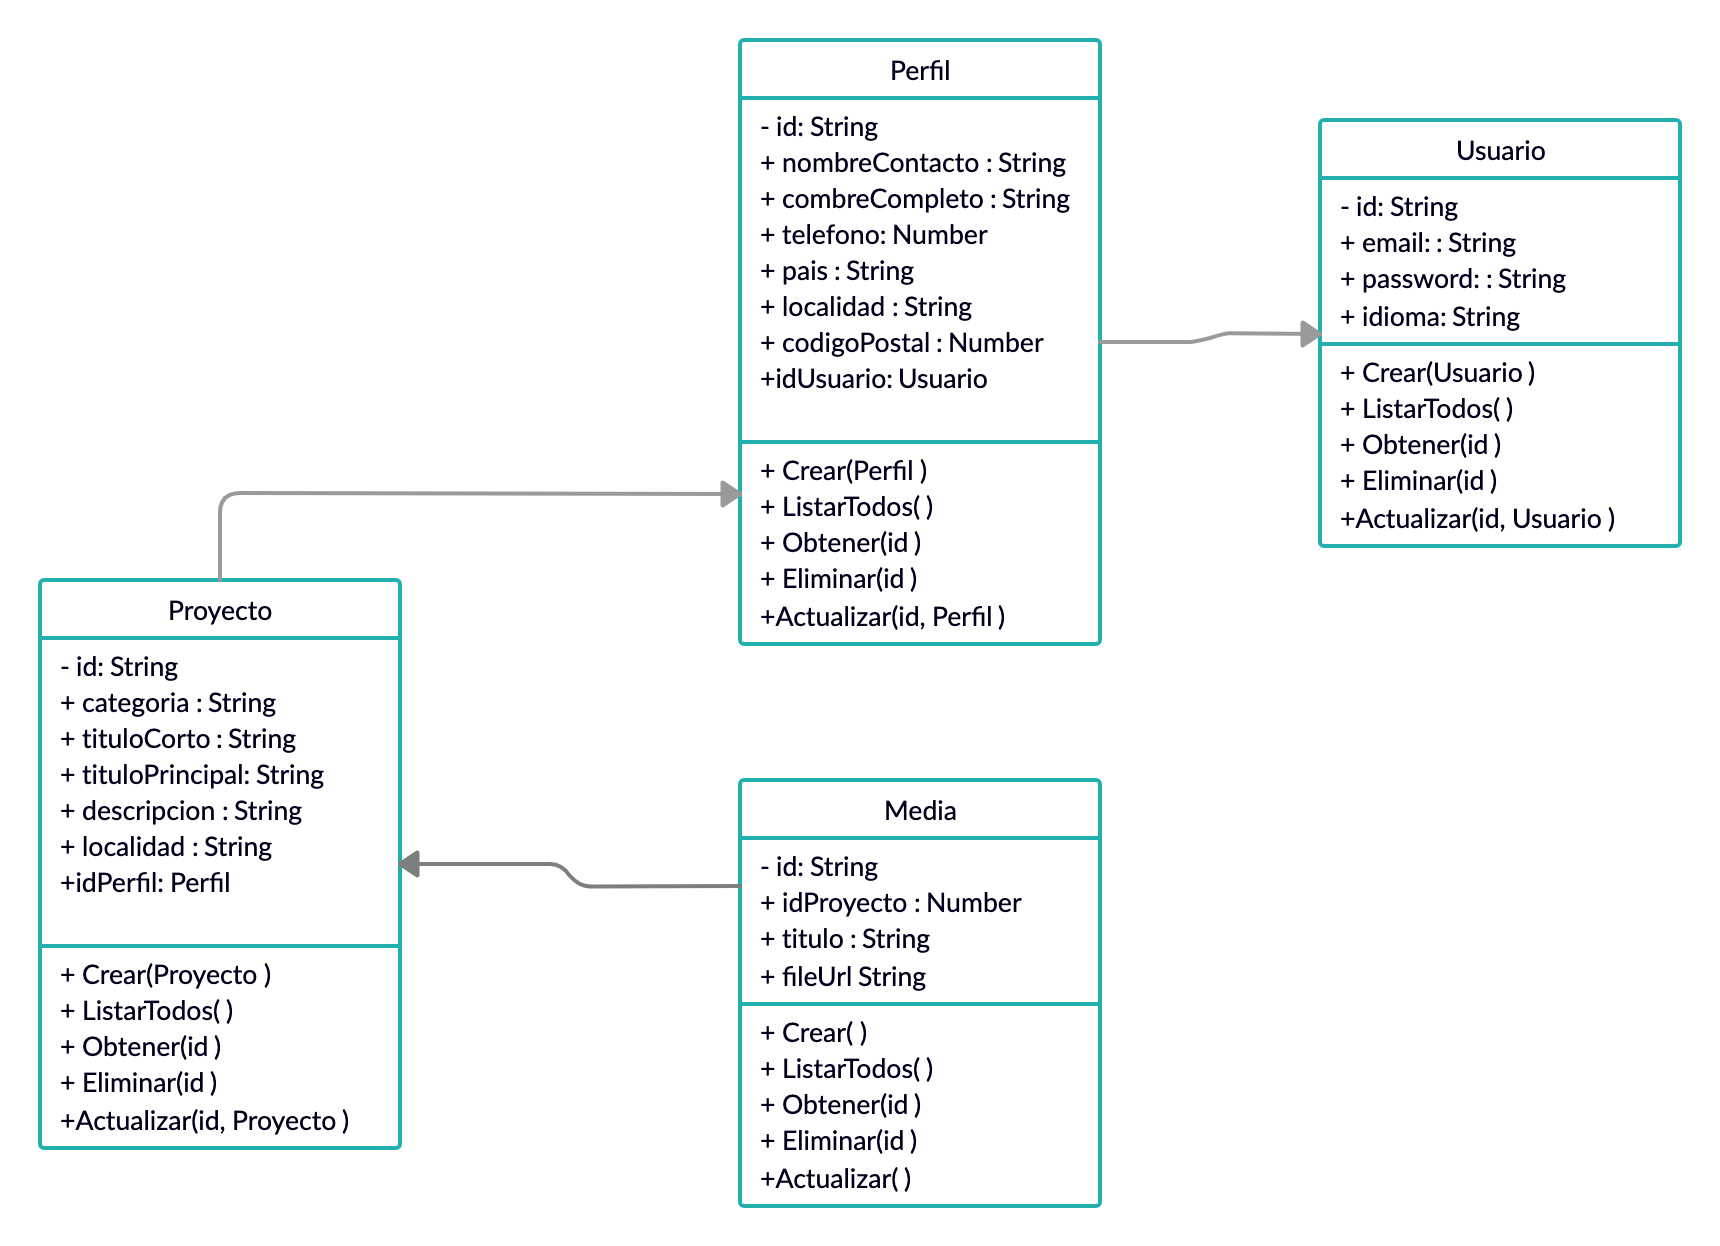 Perfil
- id: String
+ nombreContacto : String
+ combreCompleto : String
+ telefono: Number
+ pais : String
+ localidad : String
+ codigoPostal : Number
+idUsuario: Usuario
+ Crear(Perfil )
+ ListarTodos( )
+ Obtener(id )
+ Eliminar(id )
+Actualizar(id, Perfil )
Usuario
- id: String
+ email: : String
+ password: : String
+ idioma: String
+ Crear(Usuario )
+ ListarTodos( )
+ Obtener(id )
+ Eliminar(id )
+Actualizar(id, Usuario )
Proyecto
- id: String
+ categoria : String
+ tituloCorto : String
+ tituloPrincipal: String
+ descripcion : String
+ localidad : String
+idPerfil: Perfil
+ Crear(Proyecto )
+ ListarTodos( )
+ Obtener(id )
+ Eliminar(id )
+Actualizar(id, Proyecto )
Media
- id: String
+ idProyecto : Number
+ titulo : String
+ fileUrl String
+ Crear( )
+ ListarTodos( )
+ Obtener(id )
+ Eliminar(id )
+Actualizar( )